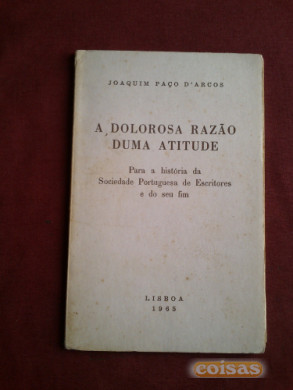 JOAQUIM PAÇO D'ARCOS
A DOLOROSA RAZÃO
DUMA ATITUDE
Para a história da
Sociedade Portuguesa de Escritores
e do seu fim
LISBOA
1965
coisas